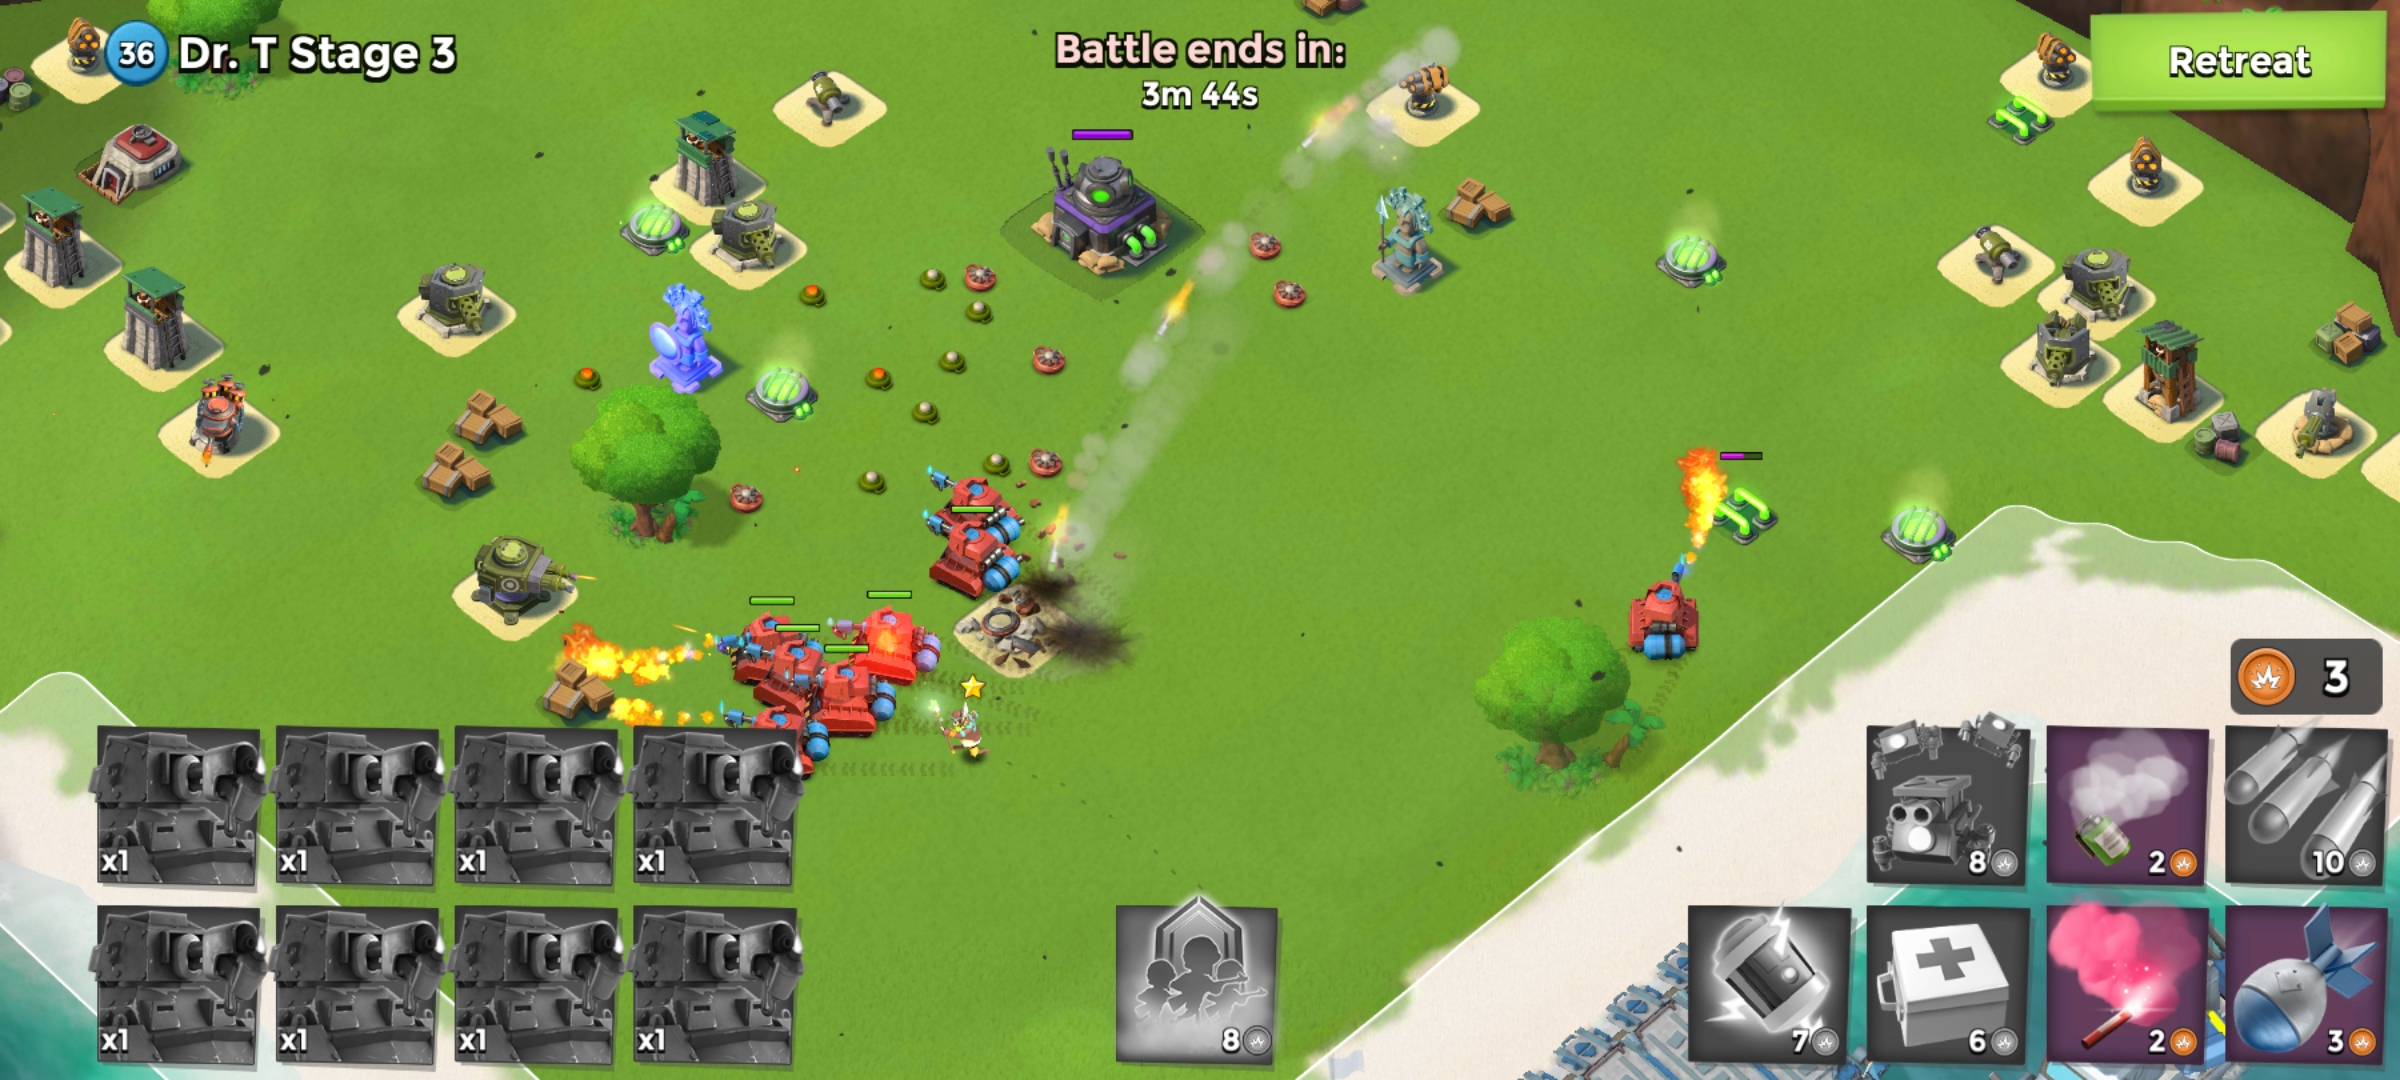 36 Dr. T Stage 3
Battle ends in:
3m 44s
Retreat
3
x1 x1 x1 x1
8 2 10
x1 x1 x1 x1
8
7 6 2 3